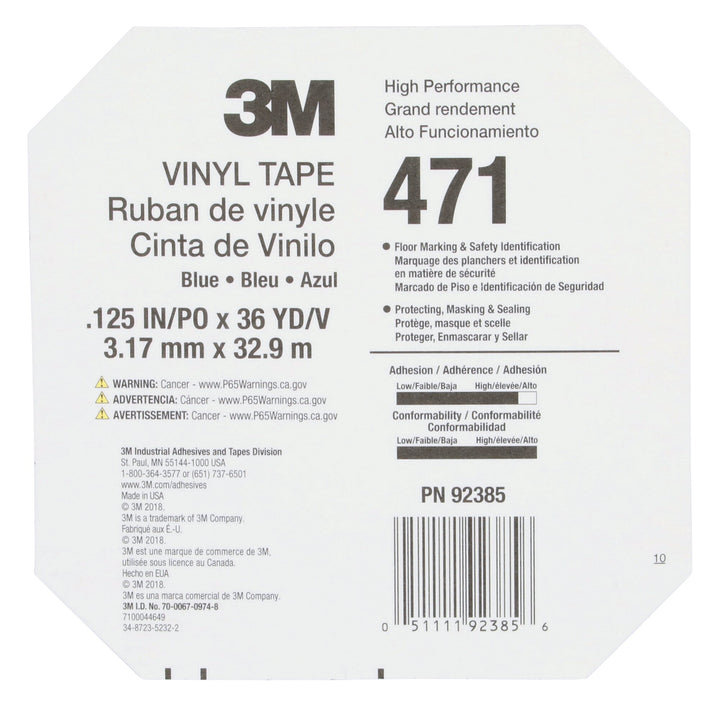 3M
VINYL TAPE
Ruban de vinyle
Cinta de Vinilo
Blue • Bleu • Azul
.125 IN/PO x 36 YD/V
3.17 mm x 32.9 m
WARNING: Cancer - www.P65Warnings.ca.gov
ADVERTENCIA: Cáncer - www.P65Warnings.ca.gov
AVERTISSEMENT: Cancer - www.P65Warnings.ca.gov
3M Industrial Adhesives and Tapes Division
St. Paul, MN 55144-1000 USA
1-800-364-3577 or (651) 737-6501
www.3M.com/adhesives
Made in USA
© 3M 2018.
3M is a trademark of 3M Company.
Fabriqué aux É.-U.
© 3M 2018.
3M est une marque de commerce de 3M,
utilisée sous licence au Canada.
Hecho en EUA
© 3M 2018.
3M es una marca comercial de 3M Company.
3M I.D. No. 70-0067-0974-8
7100044649
34-8723-5232-2
High Performance
Grand rendement
Alto Funcionamiento
471
• Floor Marking & Safety Identification
Marquage des planchers et identification
en matière de sécurité
Marcado de Piso e Identificación de Seguridad
• Protecting, Masking & Sealing
Protège, masque et scelle
Proteger, Enmascarar y Sellar
Adhesion / Adhérence / Adhesión
Low/Faible/Baja High/élevée/Alto
Conformability / Conformabilité
Conformabilidad
Low/Faible/Baja High/élevée/Alto
PN 92385
0 51111 92385 6
10